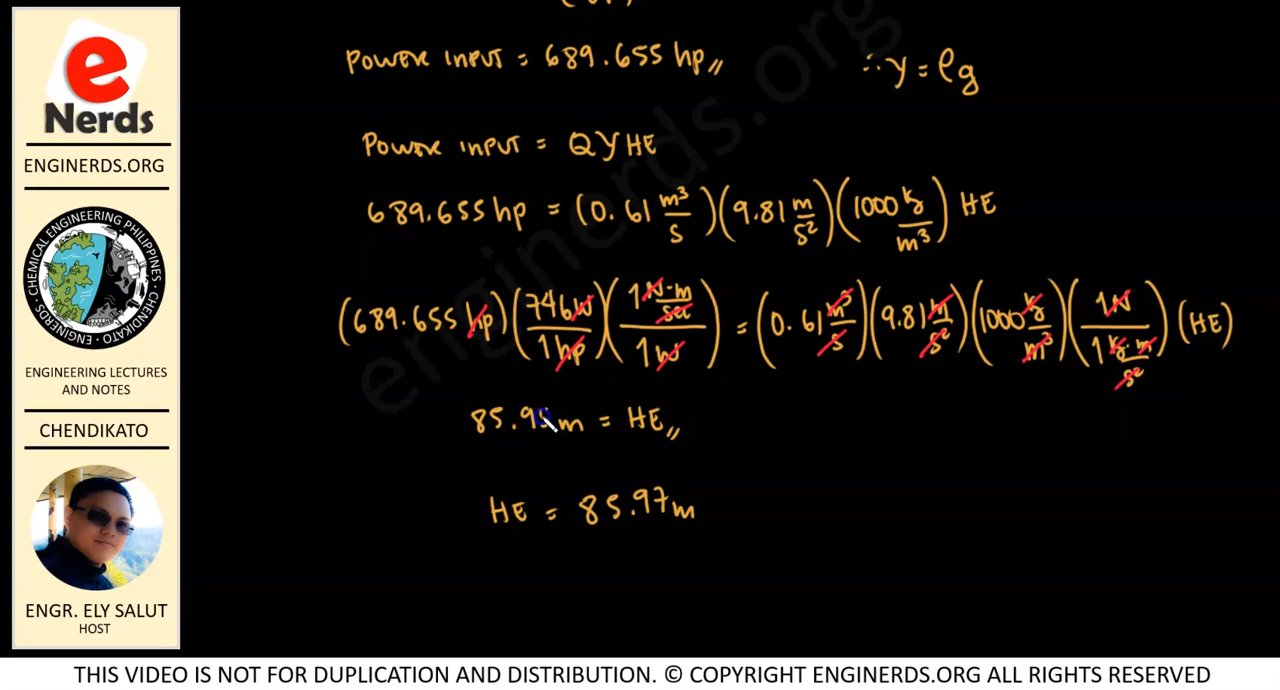 e
Nerds
ENGINERDS.ORG
CHEMICAL ENGINEERING PHILIPPINES
CHENDIKATO
ENGINEERING LECTURES
AND NOTES
CHENDIKATO
ENGR. ELY SALUT
HOST
enginerds.org
Power input = 689.655 hp //
∴ γ = ρg
Power input = Q γ HE
689.655 hp = (0.61 m³/s)(9.81 m/s²)(1000 kg/m³) HE
(689.655 hp)(746 W/1 hp)(1 N·m/sec/1 W) = (0.61 m³/s)(9.81 m/s²)(1000 kg/m³)(1 N/1 kg·m/s²)(HE)
m = HE //
HE = 85.97 m
THIS VIDEO IS NOT FOR DUPLICATION AND DISTRIBUTION. © COPYRIGHT ENGINERDS.ORG ALL RIGHTS RESERVED